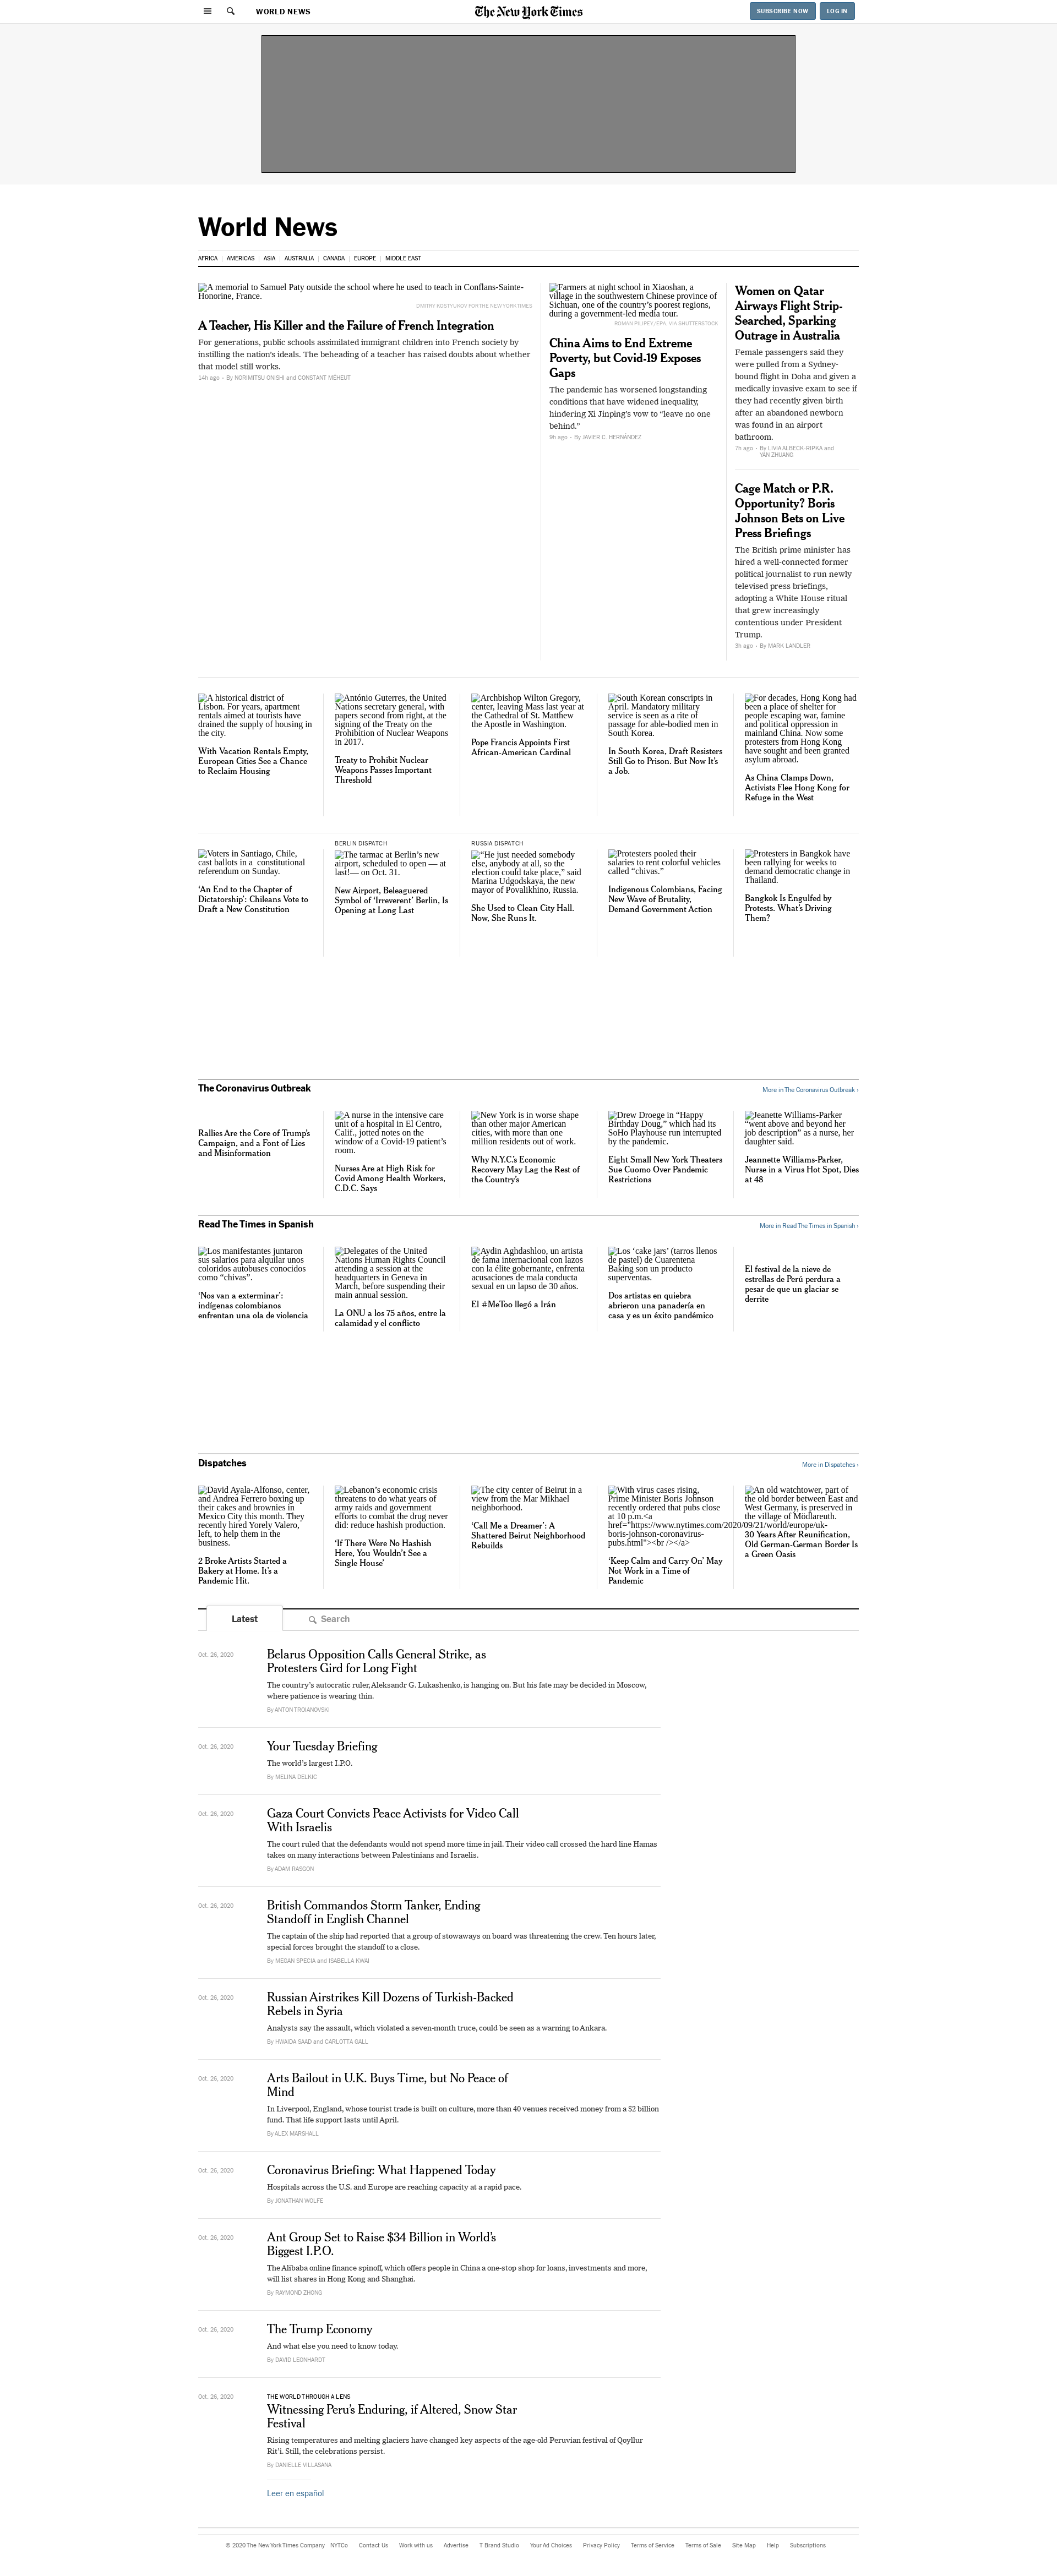 WORLD NEWS
The New York Times
SUBSCRIBE NOW
LOG IN
World News
AFRICA | AMERICAS | ASIA | AUSTRALIA | CANADA | EUROPE | MIDDLE EAST
A memorial to Samuel Paty outside the school where he used to teach in Conflans-Sainte-
Honorine, France.
DMITRY KOSTYUKOV FOR THE NEW YORK TIMES
A Teacher, His Killer and the Failure of French Integration
For generations, public schools assimilated immigrant children into French society by
instilling the nation's ideals. The beheading of a teacher has raised doubts about whether
that model still works.
14h ago - By NORIMITSU ONISHI and CONSTANT MÉHEUT
Farmers at night school in Xiaoshan, a
village in the southwestern Chinese province of
Sichuan, one of the country's poorest regions,
during a government-led media tour.
ROMAN PILIPEY/EPA, VIA SHUTTERSTOCK
China Aims to End Extreme
Poverty, but Covid-19 Exposes
Gaps
The pandemic has worsened longstanding
conditions that have widened inequality,
hindering Xi Jinping's vow to “leave no one
behind.”
9h ago - By JAVIER C. HERNÁNDEZ
Women on Qatar
Airways Flight Strip-
Searched, Sparking
Outrage in Australia
Female passengers said they
were pulled from a Sydney-
bound flight in Doha and given a
medically invasive exam to see if
they had recently given birth
after an abandoned newborn
was found in an airport
bathroom.
7h ago - By LIVIA ALBECK-RIPKA and
YAN ZHUANG
Cage Match or P.R.
Opportunity? Boris
Johnson Bets on Live
Press Briefings
The British prime minister has
hired a well-connected former
political journalist to run newly
televised press briefings,
adopting a White House ritual
that grew increasingly
contentious under President
Trump.
3h ago - By MARK LANDLER
A historical district of
Lisbon. For years, apartment
rentals aimed at tourists have
drained the supply of housing in
the city.
With Vacation Rentals Empty,
European Cities See a Chance
to Reclaim Housing
António Guterres, the United
Nations secretary general, with
papers second from right, at the
signing of the Treaty on the
Prohibition of Nuclear Weapons
in 2017.
Treaty to Prohibit Nuclear
Weapons Passes Important
Threshold
Archbishop Wilton Gregory,
center, leaving Mass last year at
the Cathedral of St. Matthew
the Apostle in Washington.
Pope Francis Appoints First
African-American Cardinal
South Korean conscripts in
April. Mandatory military
service is seen as a rite of
passage for able-bodied men in
South Korea.
In South Korea, Draft Resisters
Still Go to Prison. But Now It's
a Job.
For decades, Hong Kong had
been a place of shelter for
people escaping war, famine
and political oppression in
mainland China. Now some
protesters from Hong Kong
have sought and been granted
asylum abroad.
As China Clamps Down,
Activists Flee Hong Kong for
Refuge in the West
Voters in Santiago, Chile,
cast ballots in a constitutional
referendum on Sunday.
‘An End to the Chapter of
Dictatorship’: Chileans Vote to
Draft a New Constitution
BERLIN DISPATCH
The tarmac at Berlin’s new
airport, scheduled to open — at
last!— on Oct. 31.
New Airport, Beleaguered
Symbol of ‘Irreverent’ Berlin, Is
Opening at Long Last
RUSSIA DISPATCH
“He just needed somebody
else, anybody at all, so the
election could take place,” said
Marina Udgodskaya, the new
mayor of Povalikhino, Russia.
She Used to Clean City Hall.
Now, She Runs It.
Protesters pooled their
salaries to rent colorful vehicles
called “chivas.”
Indigenous Colombians, Facing
New Wave of Brutality,
Demand Government Action
Protesters in Bangkok have
been rallying for weeks to
demand democratic change in
Thailand.
Bangkok Is Engulfed by
Protests. What’s Driving
Them?
The Coronavirus Outbreak
More in The Coronavirus Outbreak ›
Rallies Are the Core of Trump’s
Campaign, and a Font of Lies
and Misinformation
A nurse in the intensive care
unit of a hospital in El Centro,
Calif., jotted notes on the
window of a Covid-19 patient’s
room.
Nurses Are at High Risk for
Covid Among Health Workers,
C.D.C. Says
New York is in worse shape
than other major American
cities, with more than one
million residents out of work.
Why N.Y.C.’s Economic
Recovery May Lag the Rest of
the Country’s
Drew Droege in “Happy
Birthday Doug,” which had its
SoHo Playhouse run interrupted
by the pandemic.
Eight Small New York Theaters
Sue Cuomo Over Pandemic
Restrictions
Jeanette Williams-Parker
“went above and beyond her
job description” as a nurse, her
daughter said.
Jeannette Williams-Parker,
Nurse in a Virus Hot Spot, Dies
at 48
Read The Times in Spanish
More in Read The Times in Spanish ›
Los manifestantes juntaron
sus salarios para alquilar unos
coloridos autobuses conocidos
como “chivas”.
‘Nos van a exterminar’:
indígenas colombianos
enfrentan una ola de violencia
Delegates of the United
Nations Human Rights Council
attending a session at the
headquarters in Geneva in
March, before suspending their
main annual session.
La ONU a los 75 años, entre la
calamidad y el conflicto
Aydin Aghdashloo, un artista
de fama internacional con lazos
con la élite gobernante, enfrenta
acusaciones de mala conducta
sexual en un lapso de 30 años.
El #MeToo llegó a Irán
Los ‘cake jars’ (tarros llenos
de pastel) de Cuarentena
Baking son un producto
superventas.
Dos artistas en quiebra
abrieron una panadería en
casa y es un éxito pandémico
El festival de la nieve de
estrellas de Perú perdura a
pesar de que un glaciar se
derrite
Dispatches
More in Dispatches ›
David Ayala-Alfonso, center,
and Andrea Ferrero boxing up
their cakes and brownies in
Mexico City this month. They
recently hired Yorely Valero,
left, to help them in the
business.
2 Broke Artists Started a
Bakery at Home. It’s a
Pandemic Hit.
Lebanon’s economic crisis
threatens to do what years of
army raids and government
efforts to combat the drug never
did: reduce hashish production.
‘If There Were No Hashish
Here, You Wouldn’t See a
Single House’
The city center of Beirut in a
view from the Mar Mikhael
neighborhood.
‘Call Me a Dreamer’: A
Shattered Beirut Neighborhood
Rebuilds
With virus cases rising,
Prime Minister Boris Johnson
recently ordered that pubs close
at 10 p.m.<a
href="https://www.nytimes.com/2020/09/21/world/europe/uk-
boris-johnson-coronavirus-
pubs.html"><br /></a>
‘Keep Calm and Carry On’ May
Not Work in a Time of
Pandemic
An old watchtower, part of
the old border between East and
West Germany, is preserved in
the village of Mödlareuth.
30 Years After Reunification,
Old German-German Border Is
a Green Oasis
Latest
Search
Oct. 26, 2020
Belarus Opposition Calls General Strike, as
Protesters Gird for Long Fight
The country’s autocratic ruler, Aleksandr G. Lukashenko, is hanging on. But his fate may be decided in Moscow,
where patience is wearing thin.
By ANTON TROIANOVSKI
Oct. 26, 2020
Your Tuesday Briefing
The world’s largest I.P.O.
By MELINA DELKIC
Oct. 26, 2020
Gaza Court Convicts Peace Activists for Video Call
With Israelis
The court ruled that the defendants would not spend more time in jail. Their video call crossed the hard line Hamas
takes on many interactions between Palestinians and Israelis.
By ADAM RASGON
Oct. 26, 2020
British Commandos Storm Tanker, Ending
Standoff in English Channel
The captain of the ship had reported that a group of stowaways on board was threatening the crew. Ten hours later,
special forces brought the standoff to a close.
By MEGAN SPECIA and ISABELLA KWAI
Oct. 26, 2020
Russian Airstrikes Kill Dozens of Turkish-Backed
Rebels in Syria
Analysts say the assault, which violated a seven-month truce, could be seen as a warning to Ankara.
By HWAIDA SAAD and CARLOTTA GALL
Oct. 26, 2020
Arts Bailout in U.K. Buys Time, but No Peace of
Mind
In Liverpool, England, whose tourist trade is built on culture, more than 40 venues received money from a $2 billion
fund. That life support lasts until April.
By ALEX MARSHALL
Oct. 26, 2020
Coronavirus Briefing: What Happened Today
Hospitals across the U.S. and Europe are reaching capacity at a rapid pace.
By JONATHAN WOLFE
Oct. 26, 2020
Ant Group Set to Raise $34 Billion in World’s
Biggest I.P.O.
The Alibaba online finance spinoff, which offers people in China a one-stop shop for loans, investments and more,
will list shares in Hong Kong and Shanghai.
By RAYMOND ZHONG
Oct. 26, 2020
The Trump Economy
And what else you need to know today.
By DAVID LEONHARDT
Oct. 26, 2020
THE WORLD THROUGH A LENS
Witnessing Peru’s Enduring, if Altered, Snow Star
Festival
Rising temperatures and melting glaciers have changed key aspects of the age-old Peruvian festival of Qoyllur
Rit’i. Still, the celebrations persist.
By DANIELLE VILLASANA
Leer en español
© 2020 The New York Times Company NYTCo Contact Us Work with us Advertise T Brand Studio Your Ad Choices Privacy Policy Terms of Service Terms of Sale Site Map Help Subscriptions